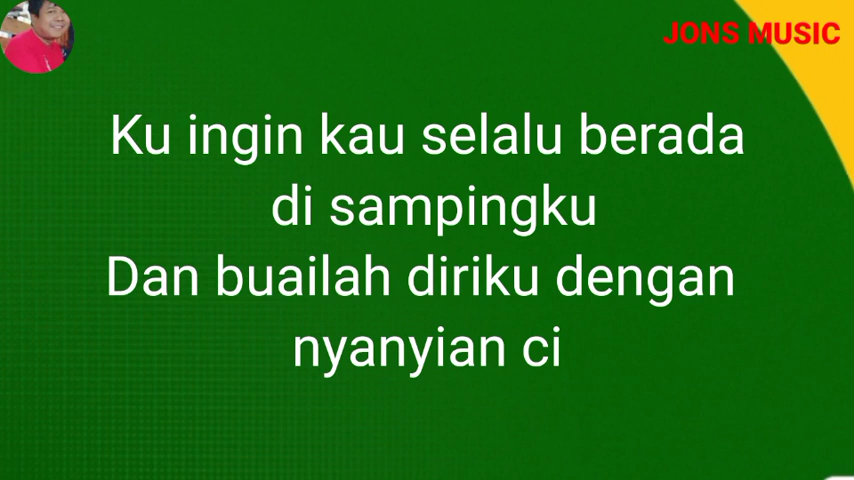 JONS MUSIC
Ku ingin kau selalu berada
di sampingku
Dan buailah diriku dengan
nyanyian ci